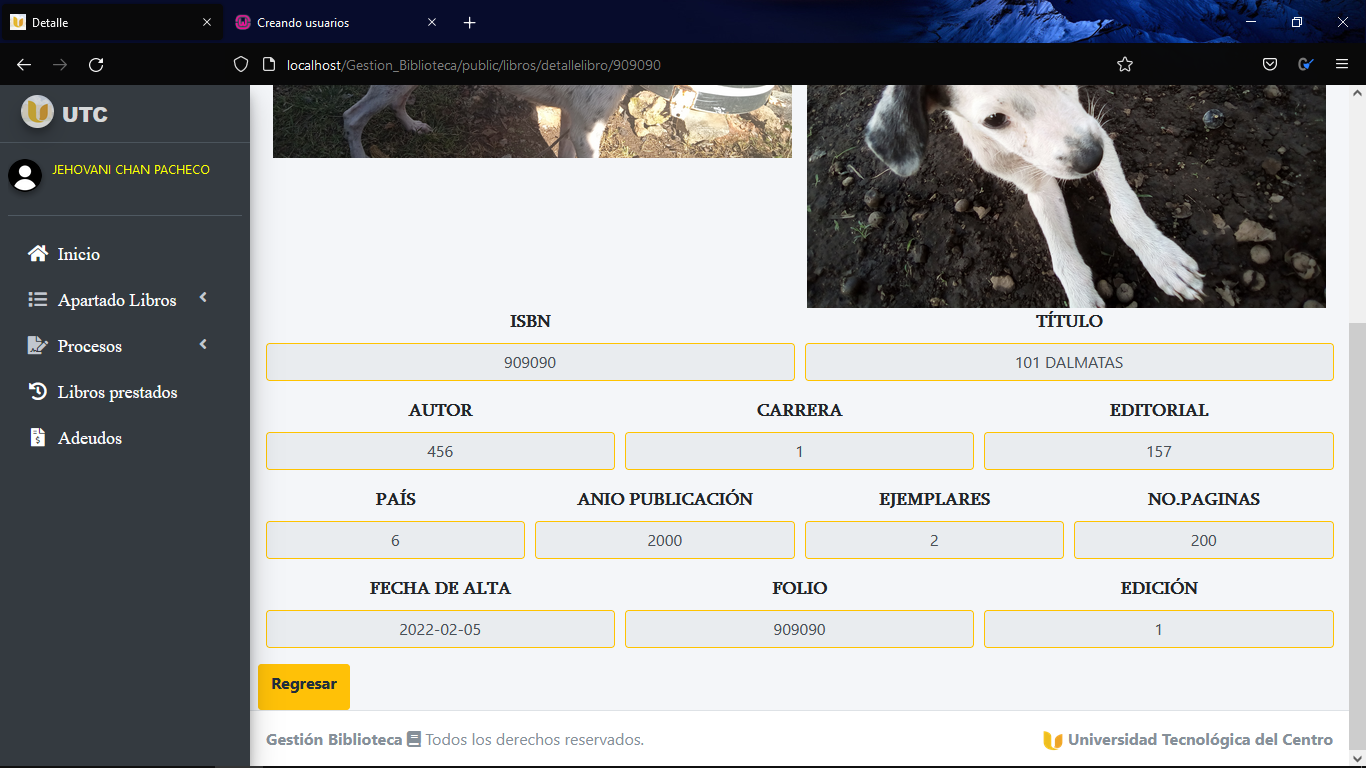 Detalle
Creando usuarios
localhost/Gestion_Biblioteca/public/libros/detallelibro/909090
UTC
JEHOVANI CHAN PACHECO
Inicio
Apartado Libros
Procesos
Libros prestados
Adeudos
ISBN TÍTULO
909090 101 DALMATAS
AUTOR CARRERA EDITORIAL
456 1 157
PAÍS ANIO PUBLICACIÓN EJEMPLARES NO.PAGINAS
6 2000 2 200
FECHA DE ALTA FOLIO EDICIÓN
2022-02-05 909090 1
Regresar
Gestión Biblioteca Todos los derechos reservados. Universidad Tecnológica del Centro